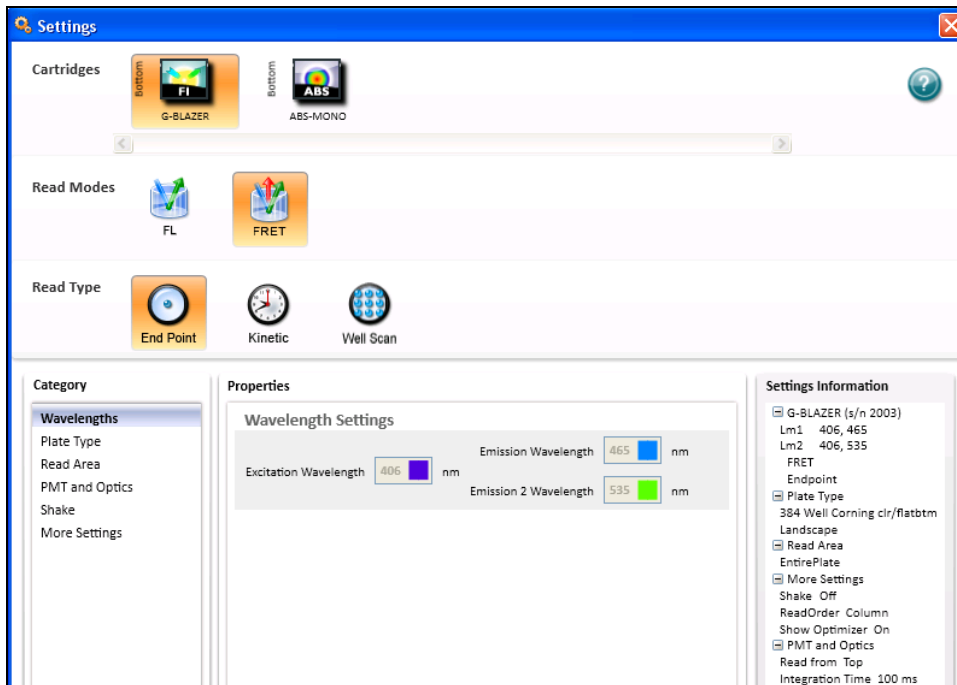 Settings
Cartridges
Bottom
FI
G-BLAZER
Bottom
ABS
ABS-MONO
?
Read Modes
FL
FRET
Read Type
End Point
Kinetic
Well Scan
Category
Wavelengths
Plate Type
Read Area
PMT and Optics
Shake
More Settings
Properties
Wavelength Settings
Excitation Wavelength 406 nm
Emission Wavelength 465 nm
Emission 2 Wavelength 535 nm
Settings Information
G-BLAZER (s/n 2003)
Lm1 406, 465
Lm2 406, 535
FRET
Endpoint
Plate Type
384 Well Corning clr/flatbtm
Landscape
Read Area
EntirePlate
More Settings
Shake Off
ReadOrder Column
Show Optimizer On
PMT and Optics
Read from Top
Integration Time 100 ms